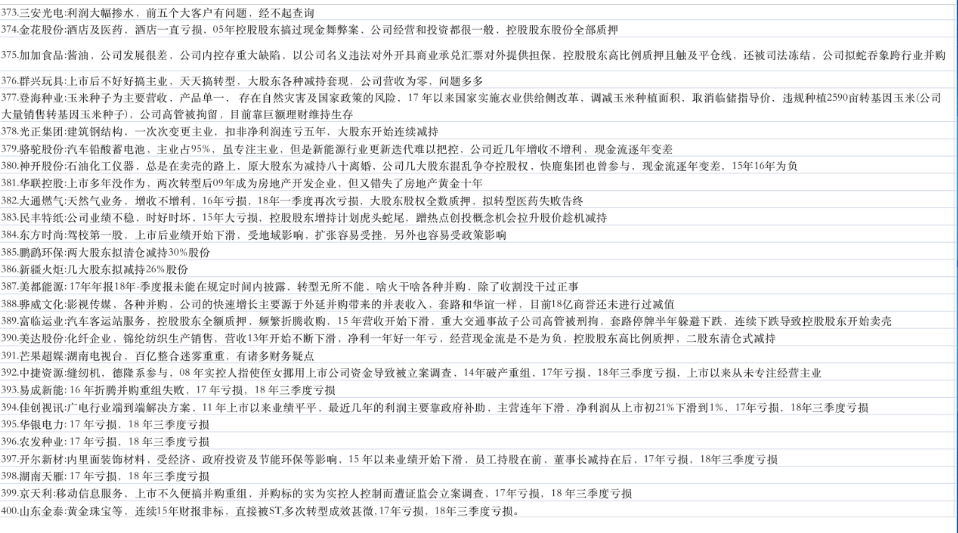 373.三安光电:利润大幅掺水，前五个大客户有问题，经不起查询
374.金花股份:酒店及医药，酒店一直亏损，05年控股股东搞过现金舞弊案，公司经营和投资都很一般，控股股东股份全部质押
375.加加食品:酱油，公司发展很差，公司内控存重大缺陷，以公司名义违法对外开具商业承兑汇票对外提供担保，控股股东高比例质押且触及平仓线，还被司法冻结，公司拟蛇吞象跨行业并购
376.群兴玩具:上市后不好好搞主业，天天搞转型，大股东各种减持套现，公司营收为零，问题多多
377.登海种业:玉米种子为主要营收，产品单一， 存在自然灾害及国家政策的风险，17 年以来国家实施农业供给侧改革，调减玉米种植面积，取消临储指导价，违规种植2590亩转基因玉米(公司
大量销售转基因玉米种子)，公司高管被拘留，目前靠巨额理财维持生存
378.光正集团:建筑钢结构，一次次变更主业，扣非净利润连亏五年，大股东开始连续减持
379.骆驼股份:汽车铅酸蓄电池，主业占95%，虽专注主业，但是新能源行业更新迭代难以把控，公司近几年增收不增利，现金流逐年变差
380.神开股份:石油化工仪器，总是在卖壳的路上，原大股东为减持八十离婚，公司几大股东混乱争夺控股权，快鹿集团也曾参与，现金流逐年变差，15年16年为负
381.华联控股:上市多年没作为，两次转型后09年成为房地产开发企业，但又错失了房地产黄金十年
382.大通燃气:天然气业务，增收不增利，16年亏损，18年一季度再次亏损，大股东股权全数质押，拟转型医药失败告终
383.民丰特纸:公司业绩不稳，时好时坏，15年大亏损，控股股东增持计划虎头蛇尾，蹭热点创投概念机会拉升股价趁机减持
384.东方时尚:驾校第一股，上市后业绩开始下滑，受地域影响，扩张容易受挫，另外也容易受政策影响
385.鹏鹞环保:两大股东拟清仓减持30%股份
386.新疆火炬:几大股东拟减持26%股份
387.美都能源: 17年年报18年一季度报未能在规定时间内披露，转型无所不能，啥火干啥各种并购，除了收割没干过正事
388.骅威文化:影视传媒，各种并购，公司的快速增长主要源于外延并购带来的并表收入，套路和华谊一样，目前18亿商誉还未进行过减值
389.富临运业:汽车客运站服务，控股股东全额质押，频繁折腾收购，15 年营收开始下滑，重大交通事故子公司高管被刑拘，套路停牌半年躲避下跌，连续下跌导致控股股东开始卖壳
390.美达股份:化纤企业，锦纶纺织生产销售，营收13年开始不断下滑，净利一年好一年亏，经营现金流是不是为负，控股股东高比例质押，二股东清仓式减持
391.芒果超媒:湖南电视台，百亿整合迷雾重重，有诸多财务疑点
392.中捷资源:缝纫机，德隆系参与，08 年实控人指使侄女挪用上市公司资金导致被立案调查，14年破产重组，17年亏损，18年三季度亏损，上市以来从未专注经营主业
393.易成新能: 16 年折腾并购重组失败，17 年亏损，18 年三季度亏损
394.佳创视讯:广电行业端到端解决方案，11 年上市以来业绩平平，最近几年的利润主要靠政府补助，主营连年下滑，净利润从上市初21%下滑到1%，17年亏损，18年三季度亏损
395.华银电力: 17 年亏损，18 年三季度亏损
396.农发种业: 17 年亏损，18 年三季度亏损
397.开尔新材:内里面装饰材料，受经济、政府投资及节能环保等影响，15 年以来业绩开始下滑，员工持股在前，董事长减持在后，17年亏损，18年三季度亏损
398.湖南天雁: 17 年亏损，18 年三季度亏损
399.京天利:移动信息服务，上市不久便搞并购重组，并购标的实为实控人控制而遭证监会立案调查，17年亏损，18 年三季度亏损
400.山东金泰:黄金珠宝等，连续15年财报非标，直接被ST,多次转型成效甚微,17年亏损，18年三季度亏损。